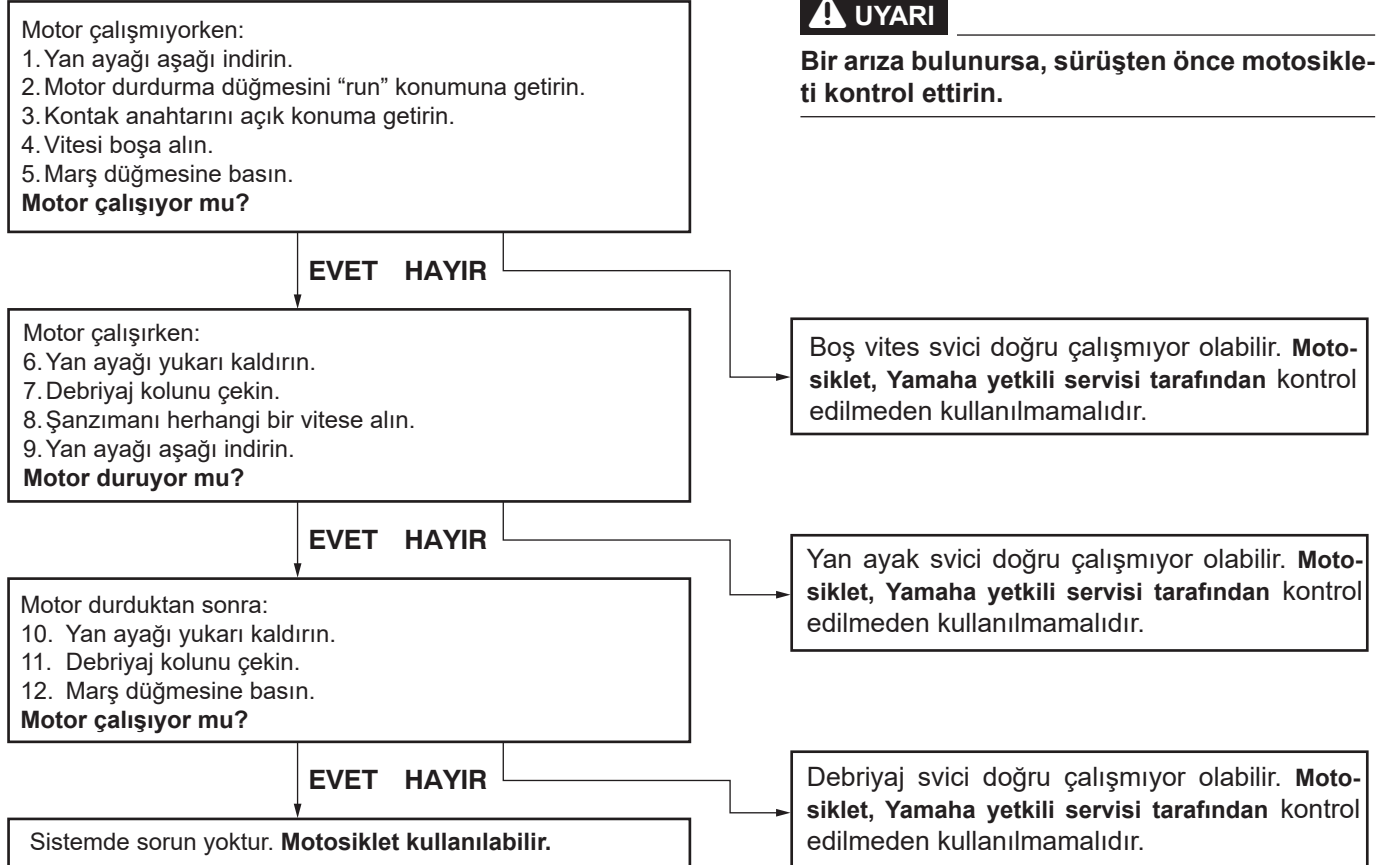 Motor çalışmıyorken:
1.Yan ayağı aşağı indirin.
2.Motor durdurma düğmesini “run” konumuna getirin.
3.Kontak anahtarını açık konuma getirin.
4.Vitesi boşa alın.
5.Marş düğmesine basın.
Motor çalışıyor mu?
UYARI
Bir arıza bulunursa, sürüşten önce motosikle-
ti kontrol ettirin.
EVET HAYIR
Motor çalışırken:
6.Yan ayağı yukarı kaldırın.
7.Debriyaj kolunu çekin.
8.Şanzımanı herhangi bir vitese alın.
9.Yan ayağı aşağı indirin.
Motor duruyor mu?
Boş vites svici doğru çalışmıyor olabilir. Moto-
siklet, Yamaha yetkili servisi tarafından kontrol
edilmeden kullanılmamalıdır.
EVET HAYIR
Motor durduktan sonra:
10. Yan ayağı yukarı kaldırın.
11. Debriyaj kolunu çekin.
12. Marş düğmesine basın.
Motor çalışıyor mu?
Yan ayak svici doğru çalışmıyor olabilir. Moto-
siklet, Yamaha yetkili servisi tarafından kontrol
edilmeden kullanılmamalıdır.
EVET HAYIR
Sistemde sorun yoktur. Motosiklet kullanılabilir.
Debriyaj svici doğru çalışmıyor olabilir. Moto-
siklet, Yamaha yetkili servisi tarafından kontrol
edilmeden kullanılmamalıdır.